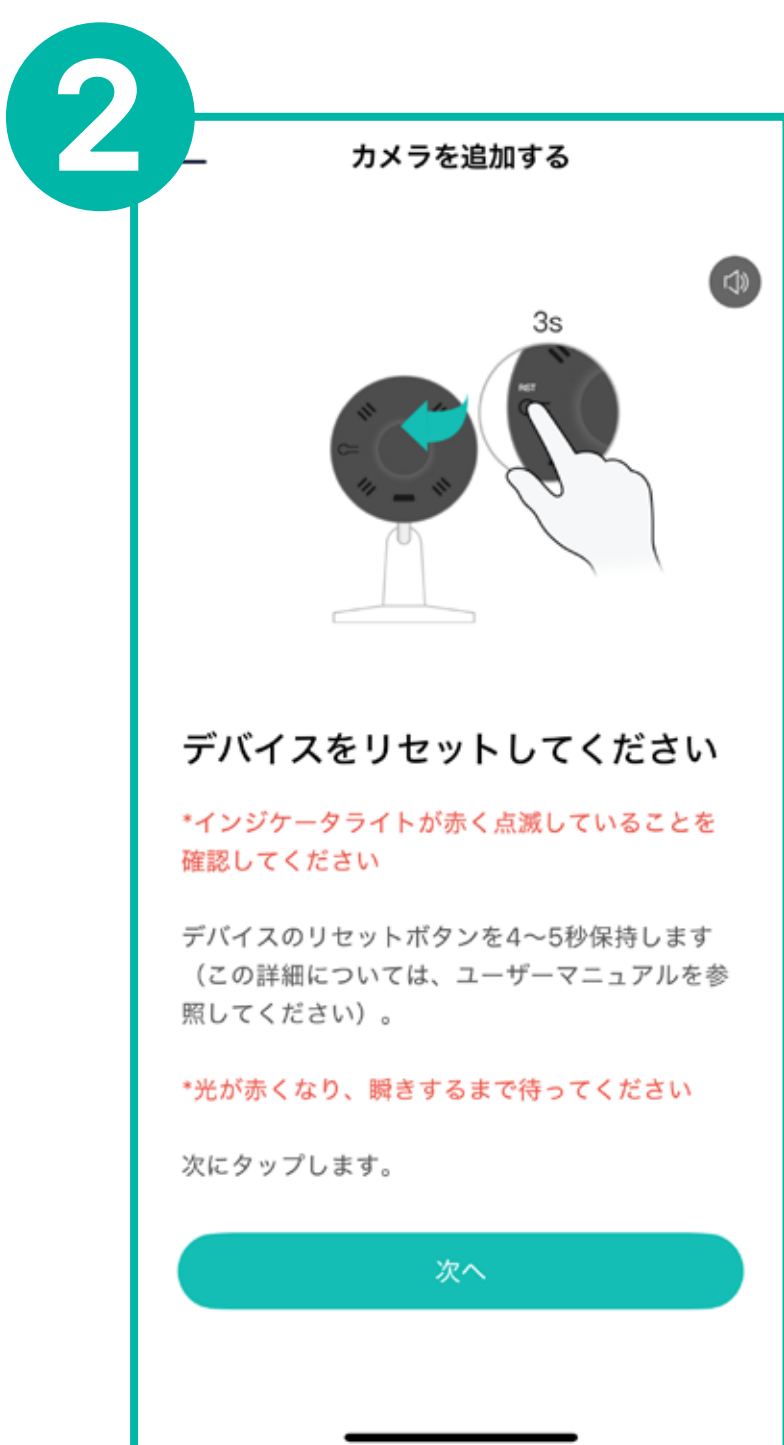 2
カメラを追加する
3s
RST
デバイスをリセットしてください
*インジケータライトが赤く点滅していることを
確認してください
デバイスのリセットボタンを4〜5秒保持します
（この詳細については、ユーザーマニュアルを参
照してください）。
*光が赤くなり、瞬きするまで待ってください
次にタップします。
次へ